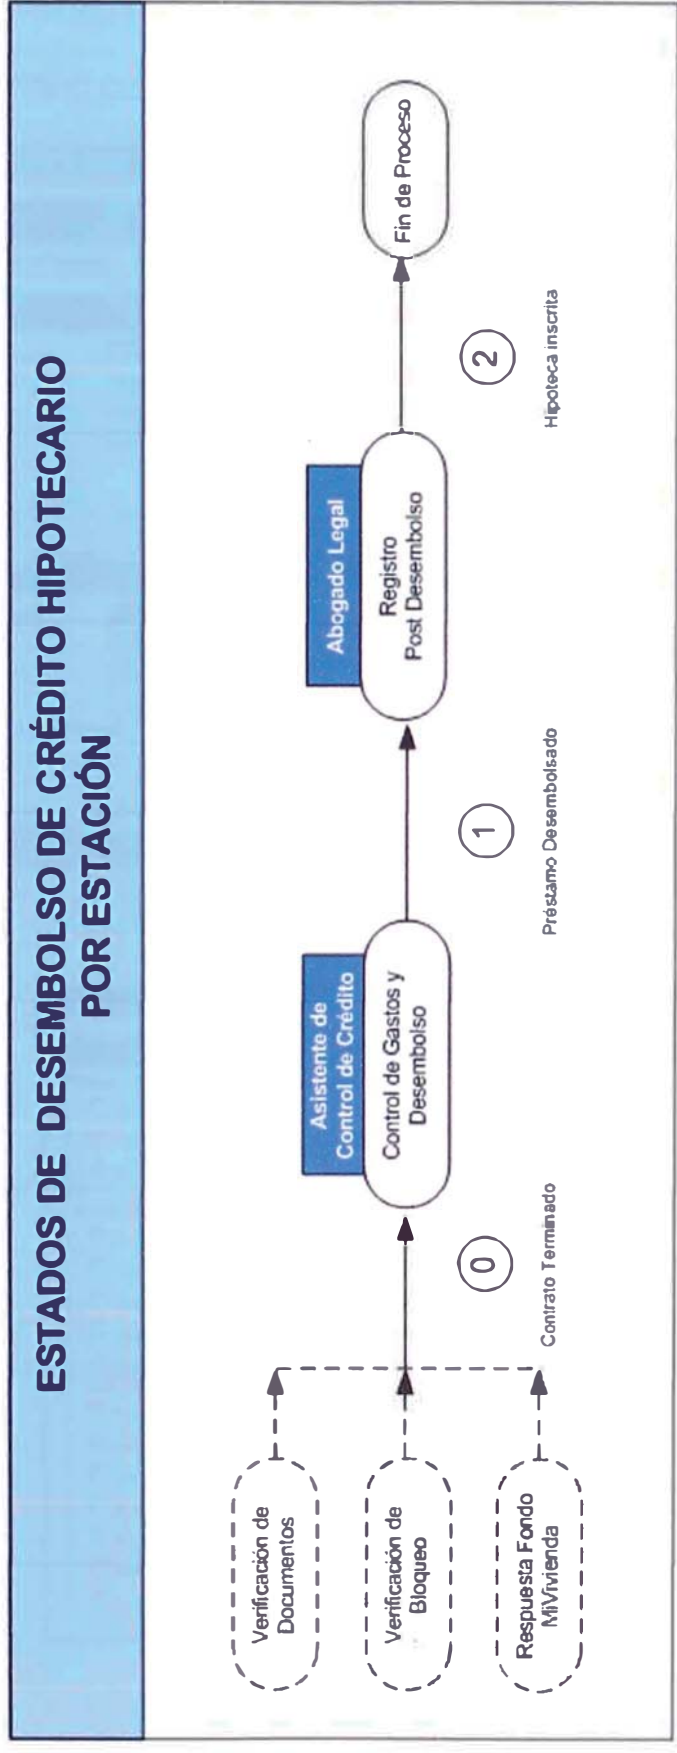 ESTADOS DE DESEMBOLSO DE CRÉDITO HIPOTECARIO
POR ESTACIÓN
Verificación de
Documentos
Verificación de
Bloqueo
Respuesta Fondo
MiVivienda
0
Contrato Terminado
Asistente de
Control de Crédito
Control de Gastos y
Desembolso
1
Préstamo Desembolsado
Abogado Legal
Registro
Post Desembolso
2
Hipoteca inscrita
Fin de Proceso